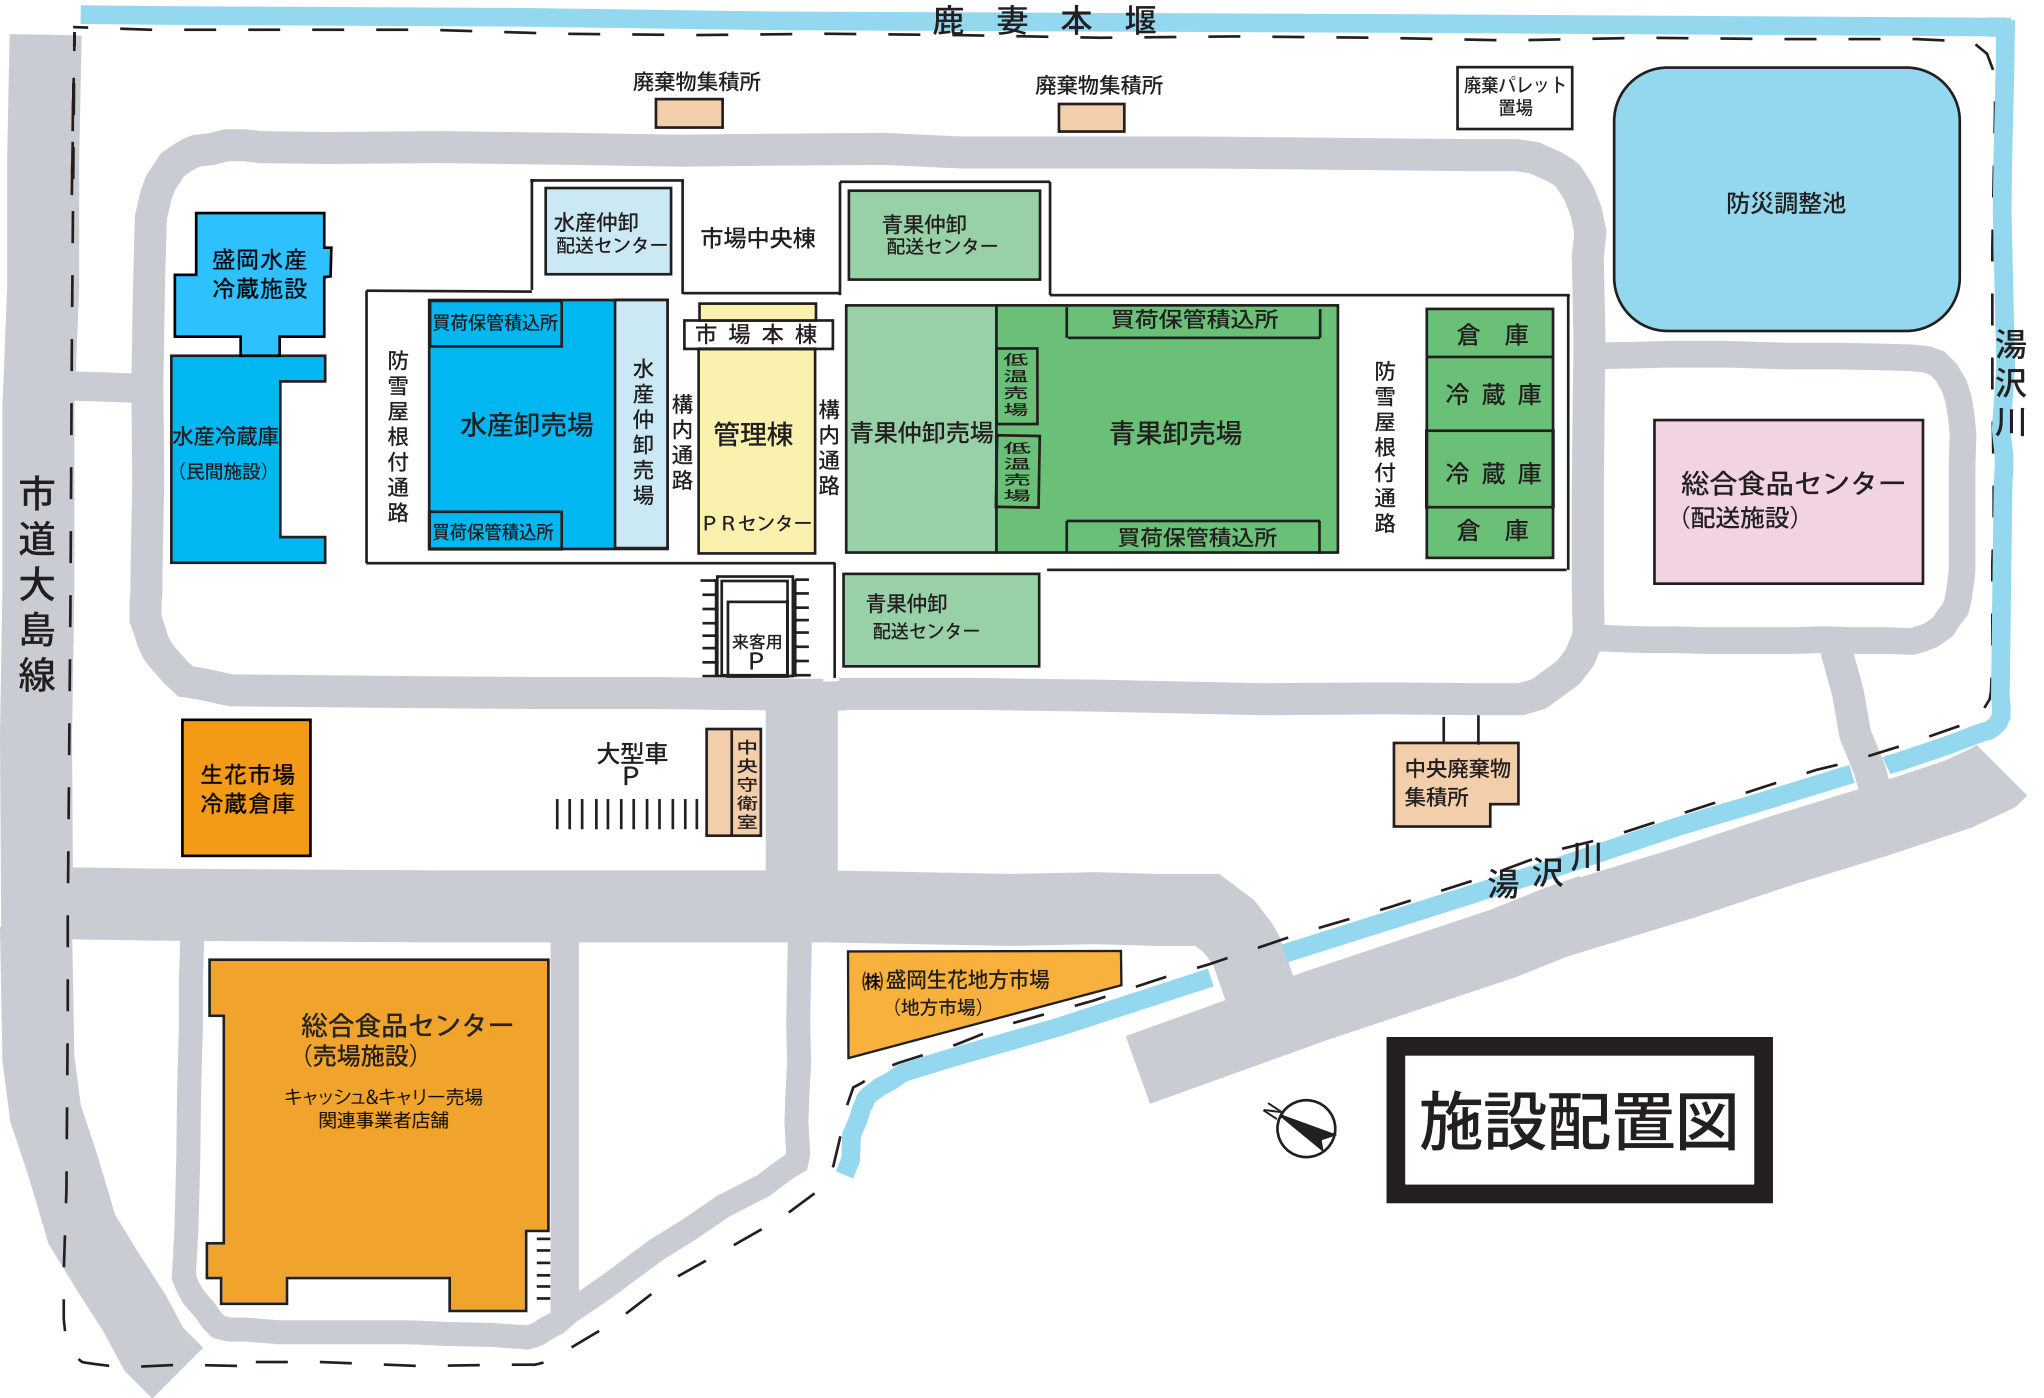 鹿妻本堰
廃棄物集積所
廃棄物集積所
廃棄パレット
置場
防災調整池
水産仲卸
配送センター
市場中央棟
青果仲卸
配送センター
盛岡水産
冷蔵施設
買荷保管積込所
市場本棟
買荷保管積込所
倉庫
湯沢川
防雪屋根付通路
水産仲卸売場
構内通路
構内通路
低温売場
防雪屋根付通路
冷蔵庫
水産冷蔵庫
(民間施設)
水産卸売場
管理棟
青果仲卸売場
青果卸売場
低温売場
冷蔵庫
総合食品センター
(配送施設)
市道大島線
買荷保管積込所
PRセンター
買荷保管積込所
倉庫
青果仲卸
配送センター
来客用
P
生花市場
冷蔵倉庫
大型車
P
中央守衛室
中央廃棄物
集積所
湯沢川
㈱盛岡生花地方市場
(地方市場)
総合食品センター
(売場施設)
キャッシュ&キャリー売場
関連事業者店舗
N
施設配置図